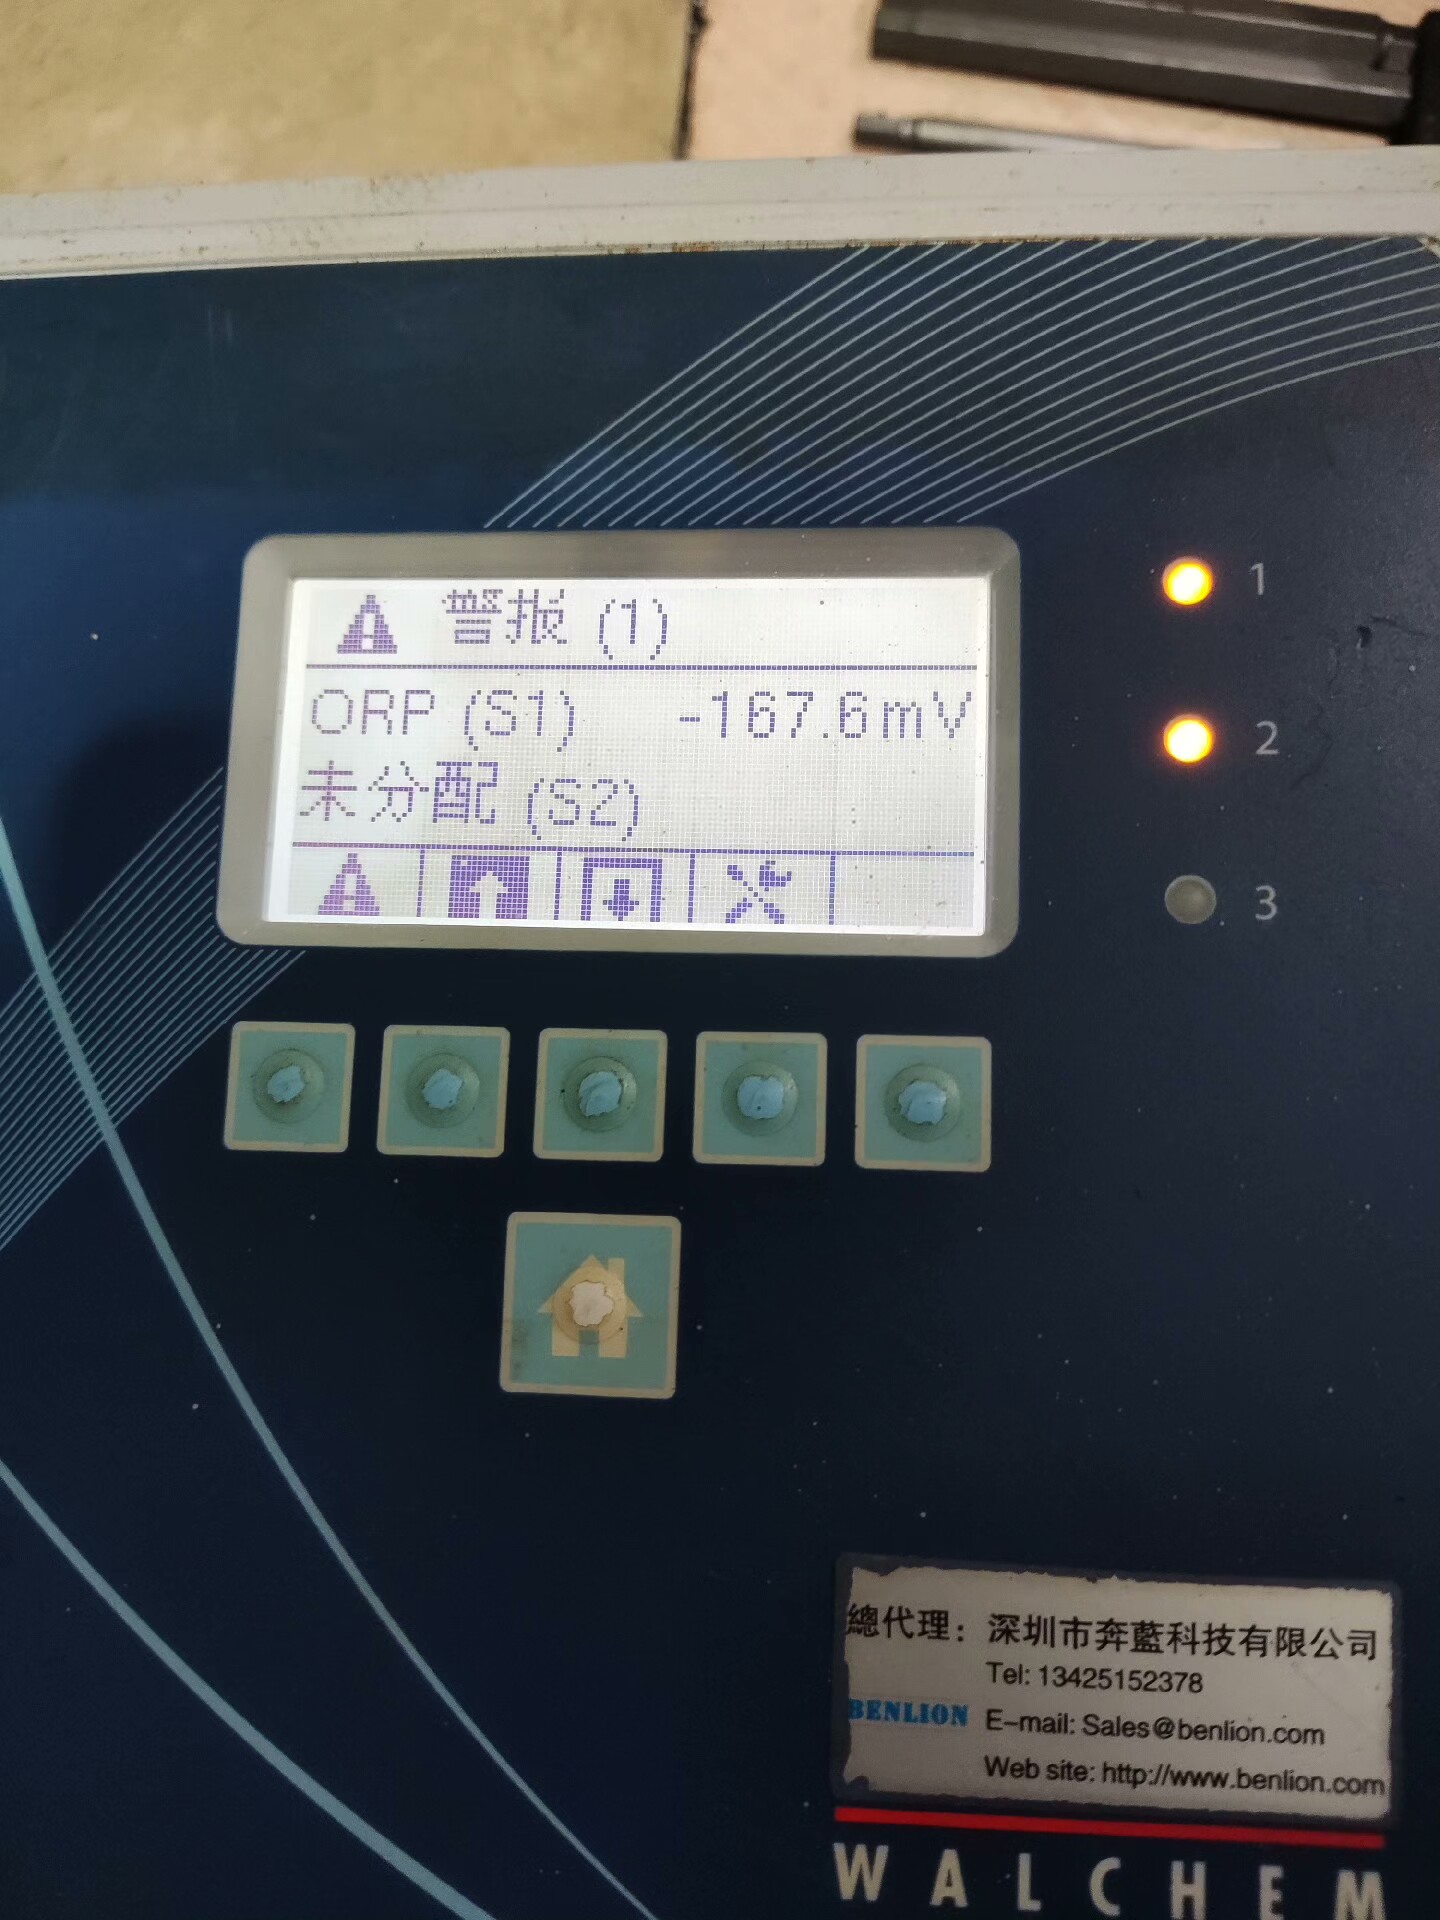 警报 (1)
ORP (S1) -167.6mV
未分配 (S2)
1
2
3
總代理：深圳市奔藍科技有限公司
Tel: 13425152378
BENLION E-mail: Sales@benlion.com
Web site: http://www.benlion.com
WALCHEM